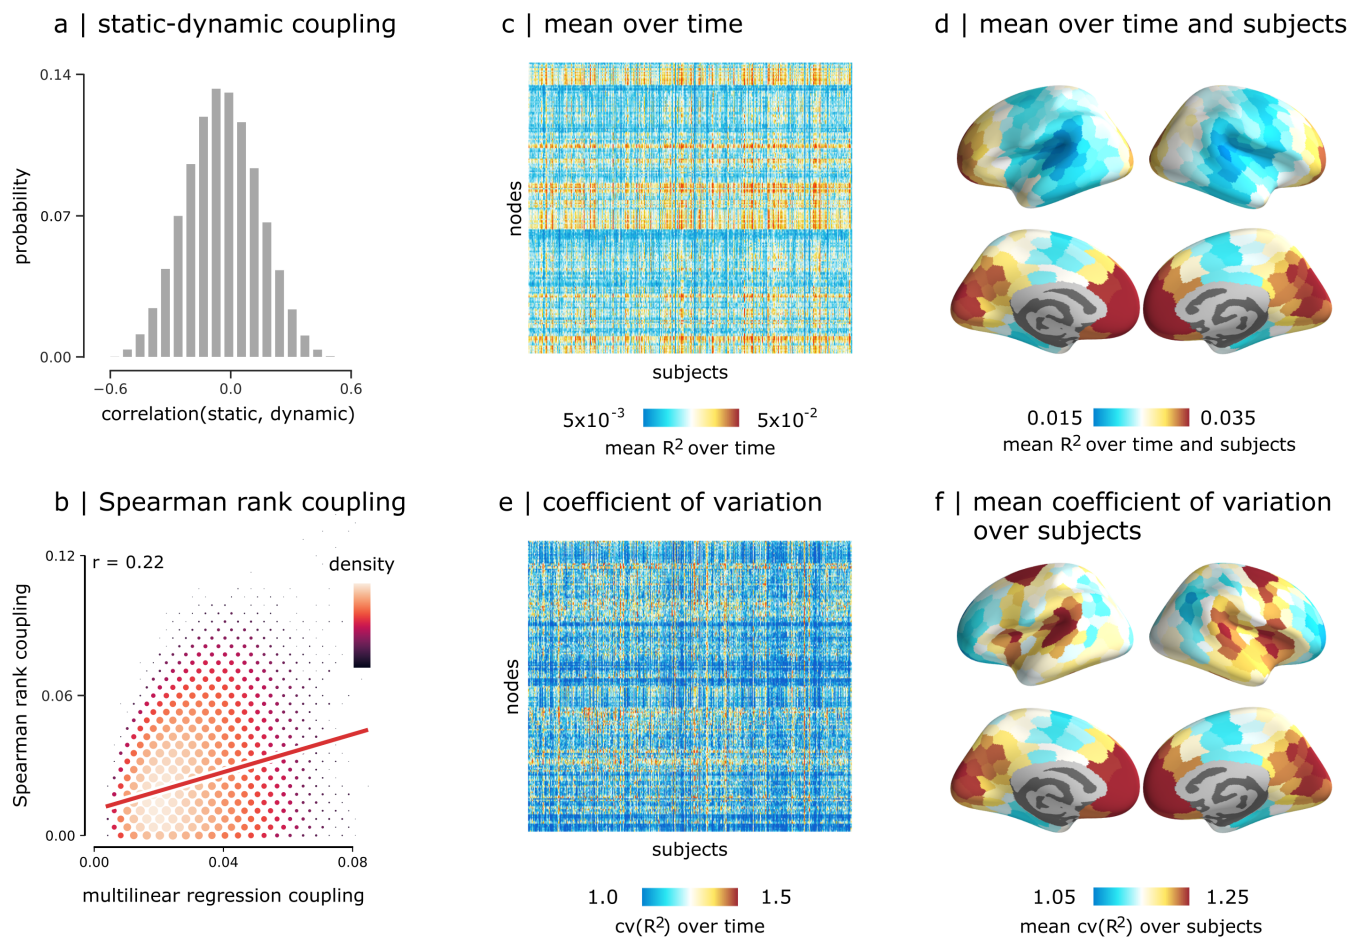 a | static-dynamic coupling
0.14
0.07
0.00
probability
−0.6
0.0
0.6
correlation(static, dynamic)
c | mean over time
nodes
subjects
5x10⁻³
5x10⁻²
mean R² over time
d | mean over time and subjects
0.015
0.035
mean R² over time and subjects
b | Spearman rank coupling
0.12
r = 0.22
density
0.06
0.00
Spearman rank coupling
0.00
0.04
0.08
multilinear regression coupling
e | coefficient of variation
nodes
subjects
1.0
1.5
cv(R²) over time
f | mean coefficient of variation
over subjects
1.05
1.25
mean cv(R²) over subjects